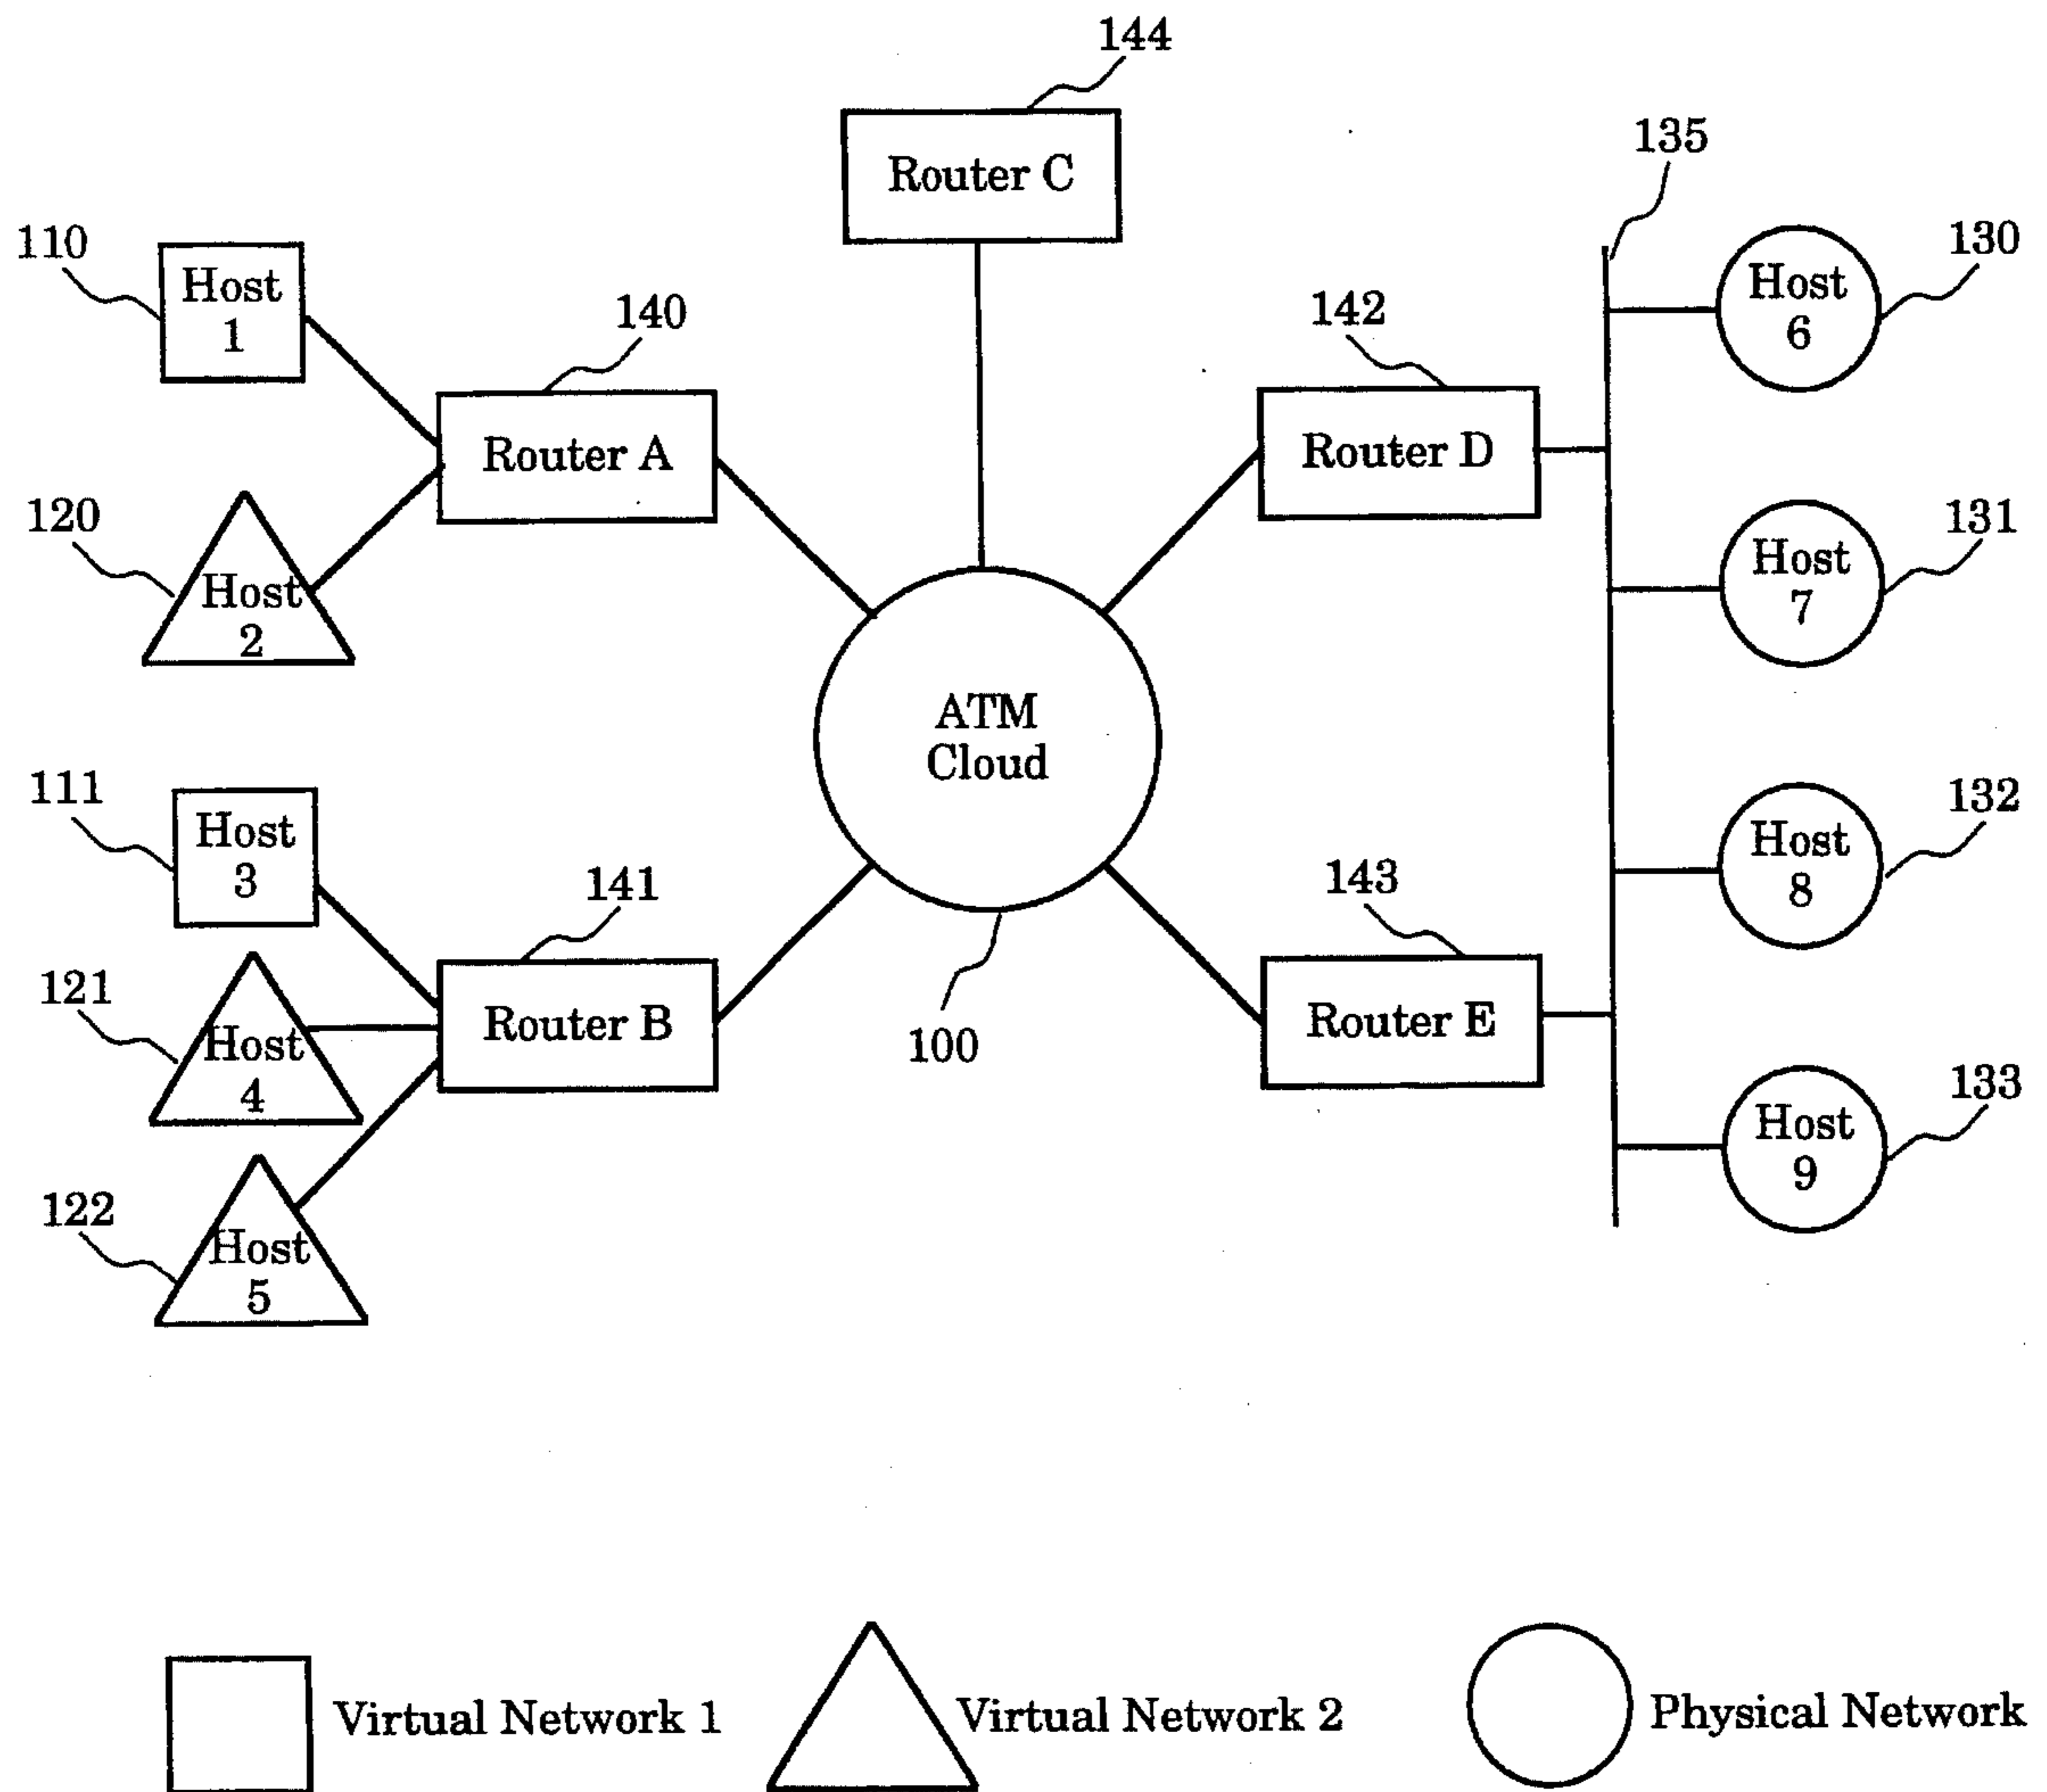 144
Router C
135
110
Host
1
140
142
Host
6
130
Router A
Router D
120
Host
2
Host
7
131
ATM
Cloud
111
Host
3
141
143
Host
8
132
121
Host
4
Router B
100
Router E
Host
9
133
122
Host
5
Virtual Network 1
Virtual Network 2
Physical Network